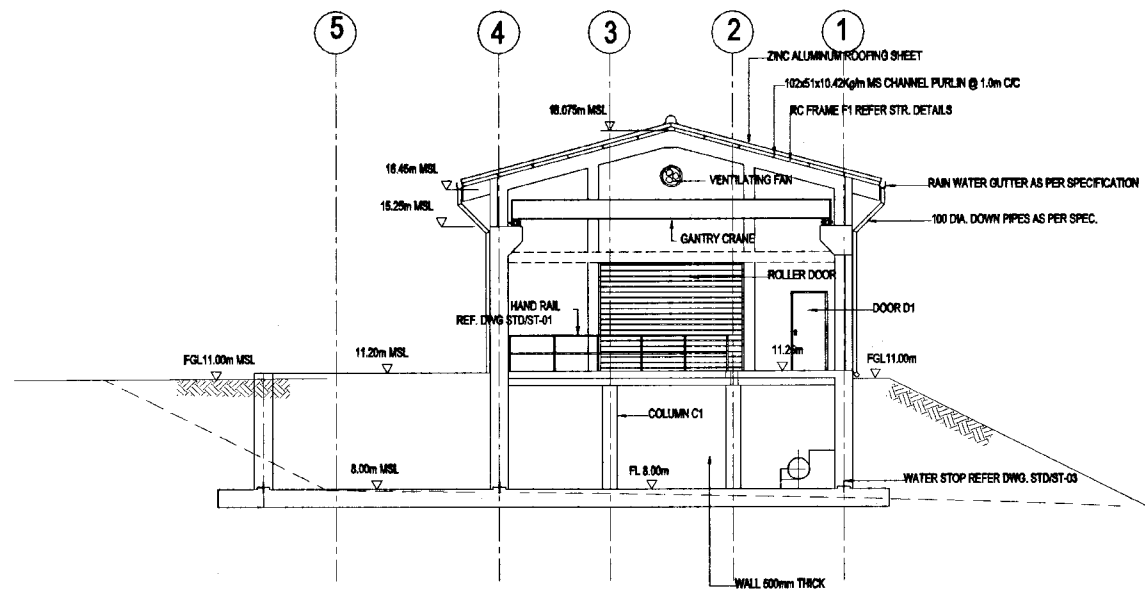 5
4
3
2
1
ZINC ALUMINUM ROOFING SHEET
102x51x10.42Kg/m MS CHANNEL PURLIN @ 1.0m C/C
RC FRAME F1 REFER STR. DETAILS
18.075m MSL
16.45m MSL
VENTILATING FAN
RAIN WATER GUTTER AS PER SPECIFICATION
15.25m MSL
100 DIA. DOWN PIPES AS PER SPEC.
GANTRY CRANE
ROLLER DOOR
HAND RAIL
REF. DWG STD/ST-01
DOOR D1
FGL11.00m MSL
11.20m MSL
11.25m
FGL11.00m
COLUMN C1
8.00m MSL
FL 8.00m
WATER STOP REFER DWG. STD/ST-03
WALL 600mm THICK